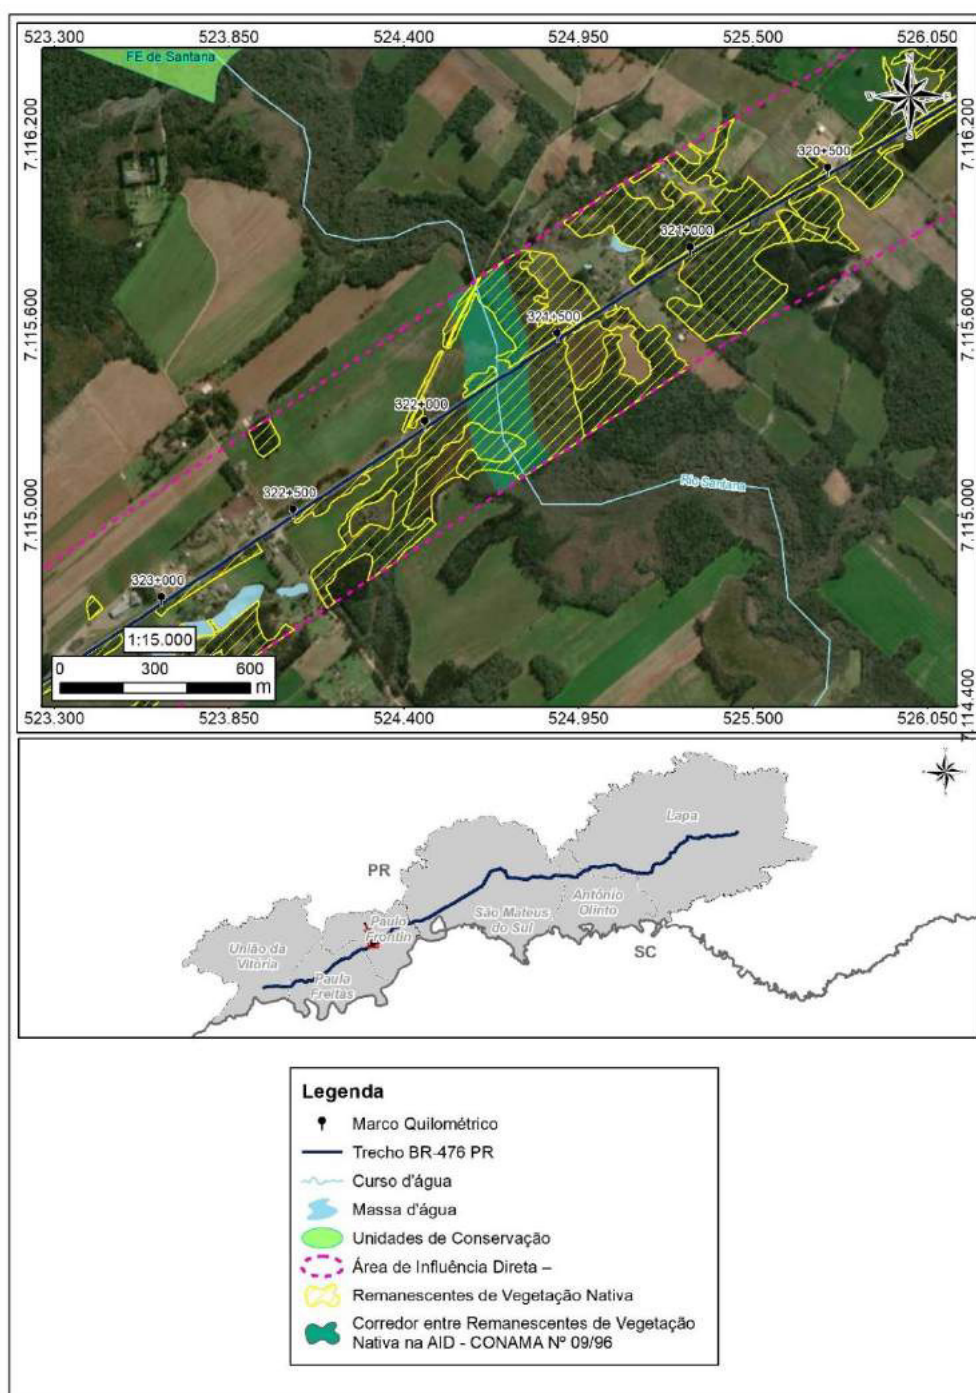 523.300 523.850 524.400 524.950 525.500 526.050
FE de Santana
N
W E
S
7.116.200 7.116.200
320+500
321+000
7.115.600 7.115.600
321+500
322+000
Rio Santana
322+500
7.115.000 7.115.000
323+000
1:15.000
0 300 600
m
7.114.400
523.300 523.850 524.400 524.950 525.500 526.050
Lapa
PR
Antônio
Olinto
Paulo
Frontin
São Mateus
do Sul
União da
Vitória
SC
Paula
Freitas
Legenda
Marco Quilométrico
Trecho BR-476 PR
Curso d'água
Massa d'água
Unidades de Conservação
Área de Influência Direta –
Remanescentes de Vegetação Nativa
Corredor entre Remanescentes de Vegetação
Nativa na AID - CONAMA Nº 09/96